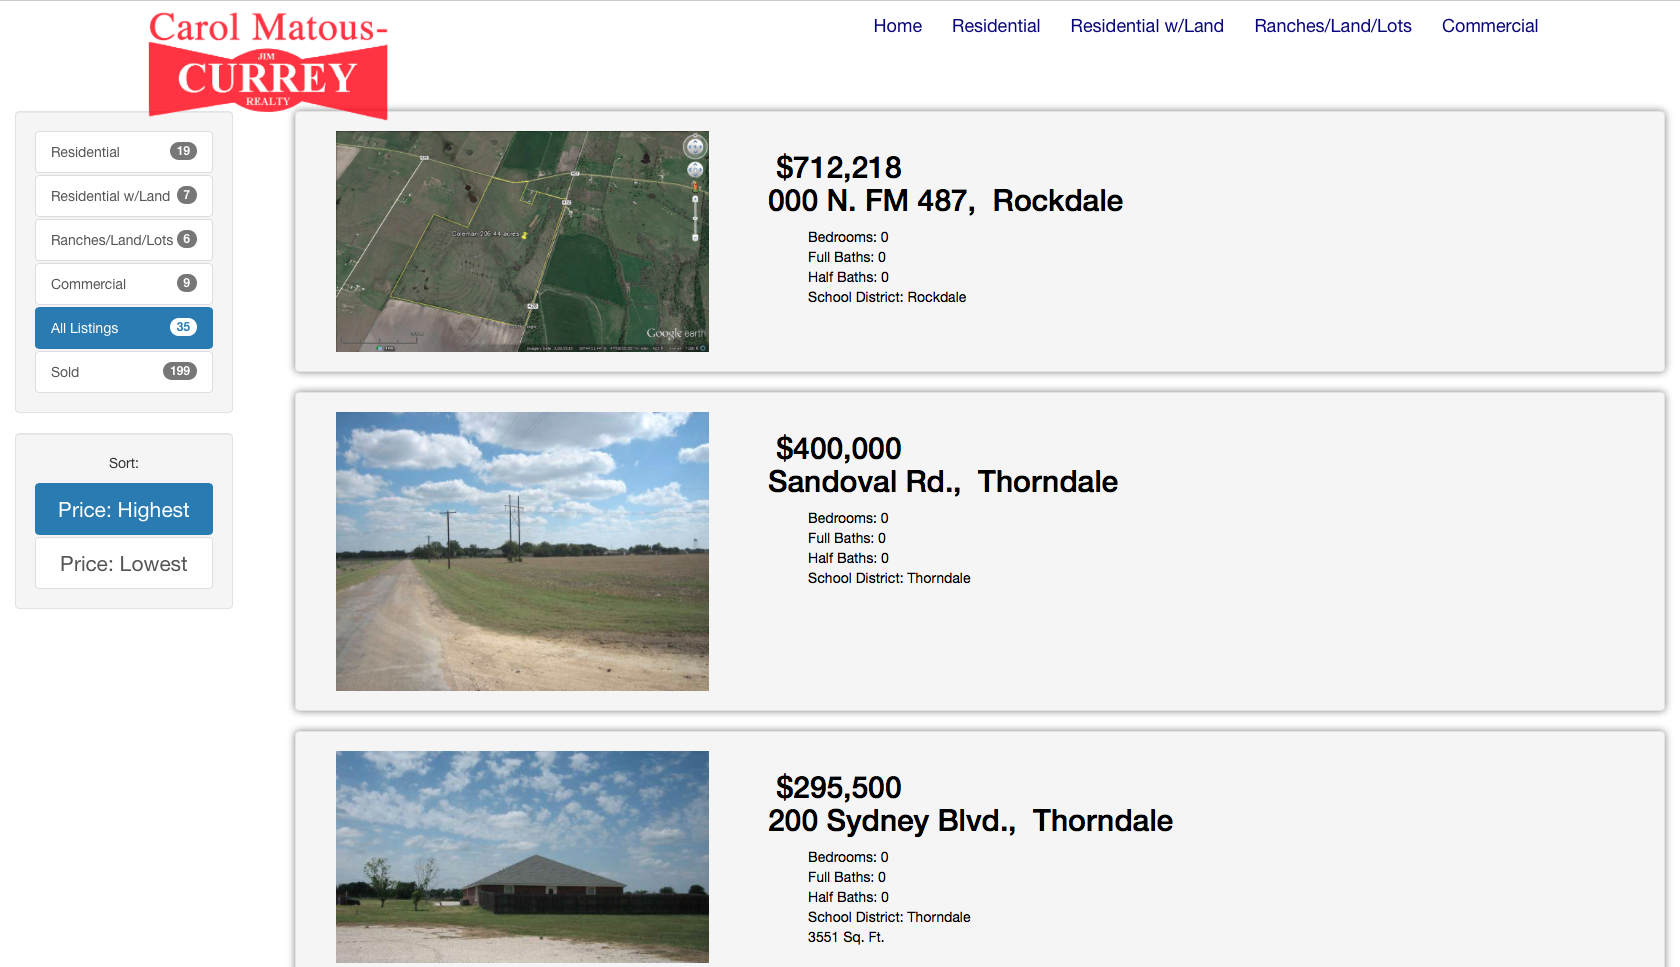 Carol Matous-
JIM
CURREY
REALTY
Home Residential Residential w/Land Ranches/Land/Lots Commercial
Residential 19
Residential w/Land 7
Ranches/Land/Lots 6
Commercial 9
All Listings 35
Sold 199
Sort:
Price: Highest
Price: Lowest
Coleman 206.44 acres
Google earth
$712,218
000 N. FM 487, Rockdale
Bedrooms: 0
Full Baths: 0
Half Baths: 0
School District: Rockdale
$400,000
Sandoval Rd., Thorndale
Bedrooms: 0
Full Baths: 0
Half Baths: 0
School District: Thorndale
$295,500
200 Sydney Blvd., Thorndale
Bedrooms: 0
Full Baths: 0
Half Baths: 0
School District: Thorndale
3551 Sq. Ft.